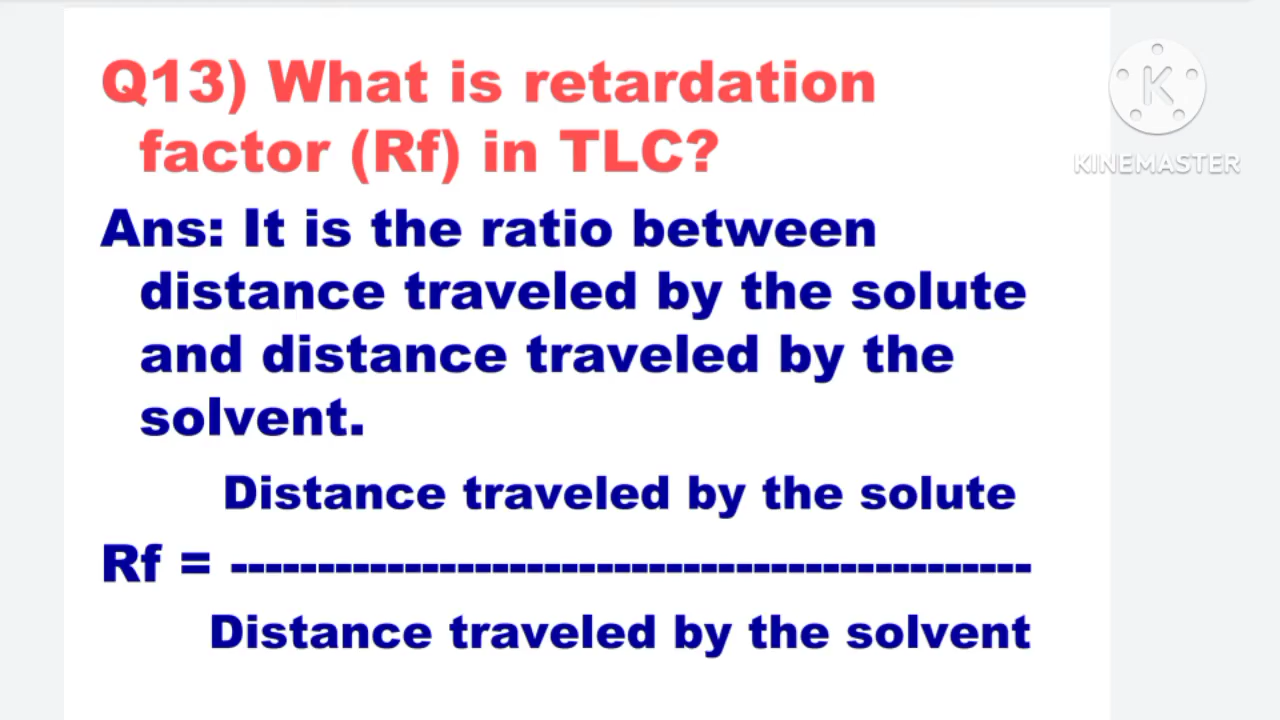 Q13) What is retardation
factor (Rf) in TLC?
Ans: It is the ratio between
distance traveled by the solute
and distance traveled by the
solvent.
Distance traveled by the solute
Rf = -----------------------------------------------
Distance traveled by the solvent
K
KINEMASTER